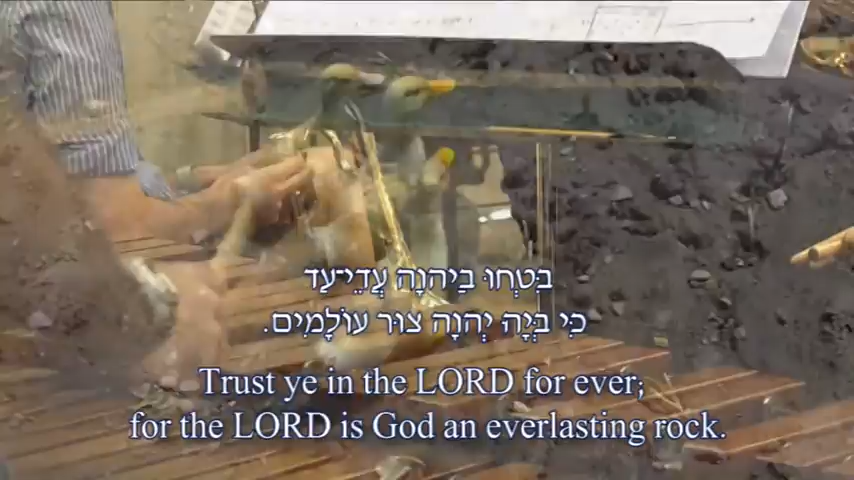 בִּטְחוּ בַיהוָה עֲדֵי־עַד
כִּי בְּיָהּ יְהוָה צוּר עוֹלָמִים.
Trust ye in the LORD for ever;
for the LORD is God an everlasting rock.